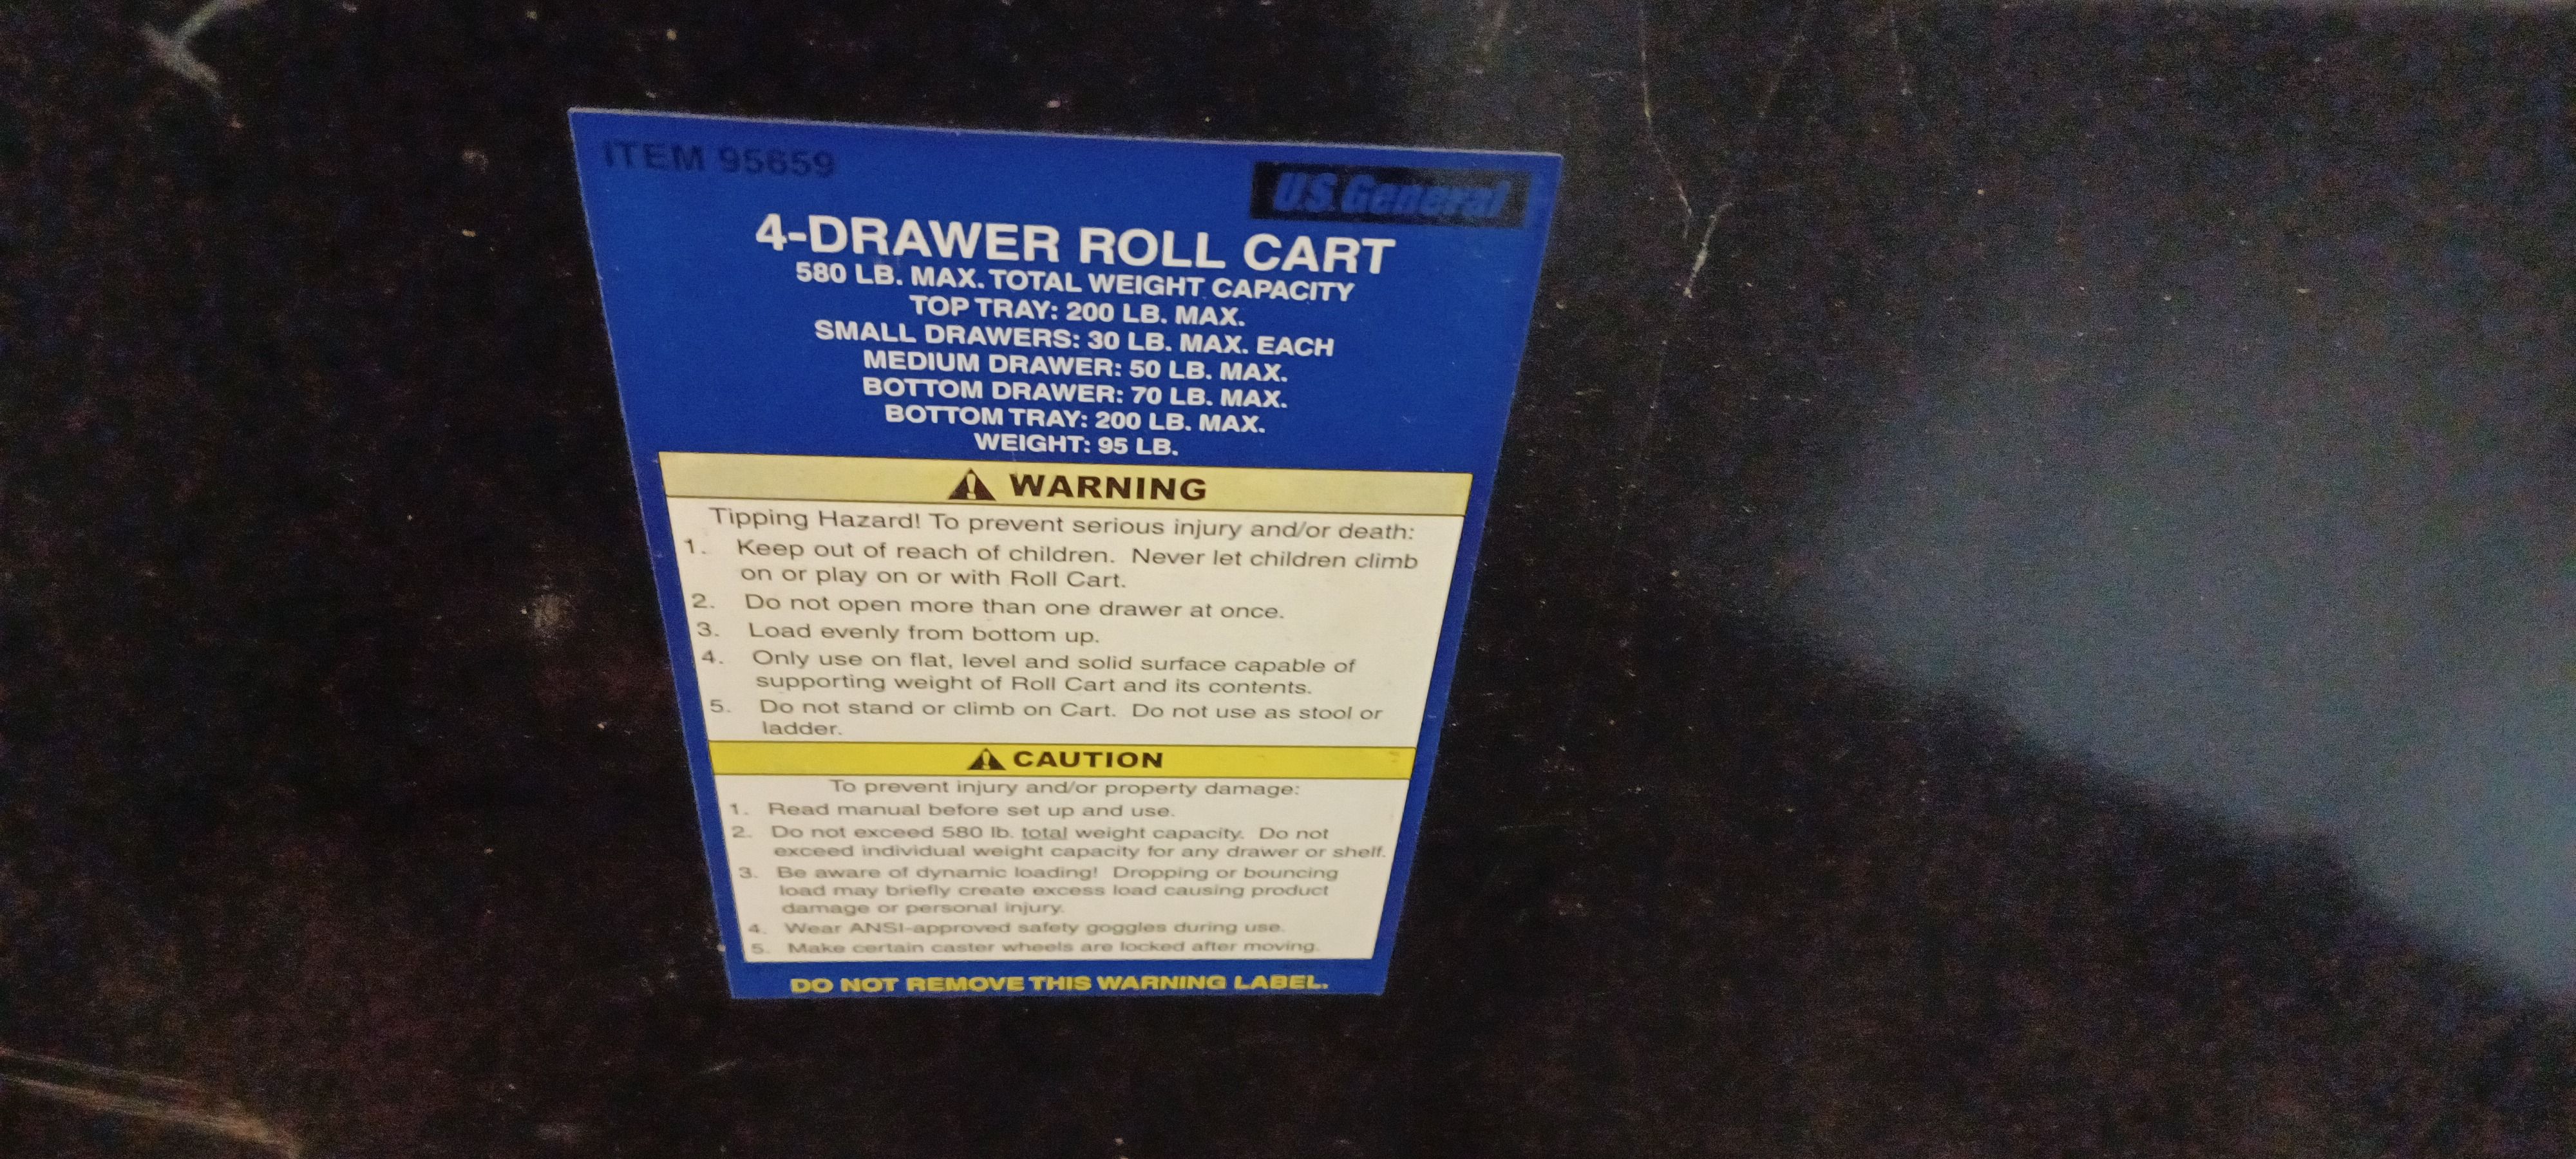 ITEM 95659
U.S. General
4-DRAWER ROLL CART
580 LB. MAX. TOTAL WEIGHT CAPACITY
TOP TRAY: 200 LB. MAX.
SMALL DRAWERS: 30 LB. MAX. EACH
MEDIUM DRAWER: 50 LB. MAX.
BOTTOM DRAWER: 70 LB. MAX.
BOTTOM TRAY: 200 LB. MAX.
WEIGHT: 95 LB.
WARNING
Tipping Hazard! To prevent serious injury and/or death:
1. Keep out of reach of children. Never let children climb
on or play on or with Roll Cart.
2. Do not open more than one drawer at once.
3. Load evenly from bottom up.
4. Only use on flat, level and solid surface capable of
supporting weight of Roll Cart and its contents.
5. Do not stand or climb on Cart. Do not use as stool or
ladder.
CAUTION
To prevent injury and/or property damage:
1. Read manual before set up and use.
2. Do not exceed 580 lb. total weight capacity. Do not
exceed individual weight capacity for any drawer or shelf.
3. Be aware of dynamic loading! Dropping or bouncing
load may briefly create excess load causing product
damage or personal injury.
4. Wear ANSI-approved safety goggles during use.
5. Make certain caster wheels are locked after moving.
DO NOT REMOVE THIS WARNING LABEL.